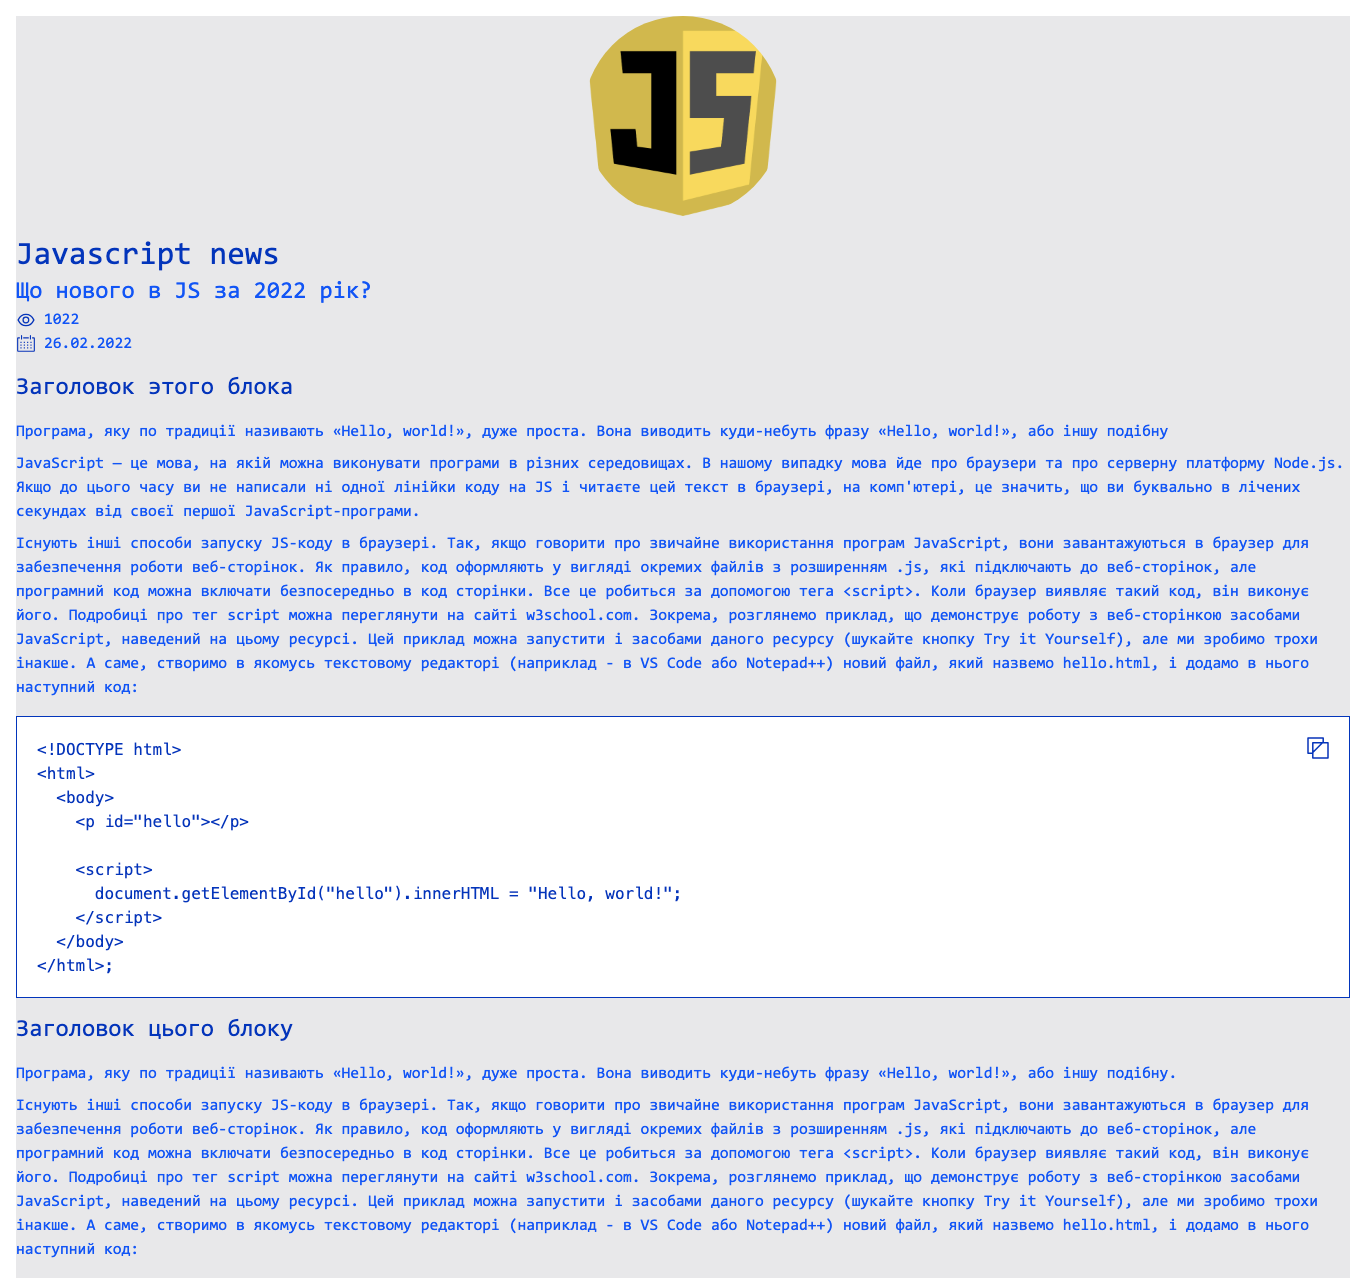 JS
Javascript news
Що нового в JS за 2022 рік?
1022
26.02.2022
Заголовок этого блока
Програма, яку по традиції називають «Hello, world!», дуже проста. Вона виводить куди-небуть фразу «Hello, world!», або іншу подібну
JavaScript — це мова, на якій можна виконувати програми в різних середовищах. В нашому випадку мова йде про браузери та про серверну платформу Node.js.
Якщо до цього часу ви не написали ні одної лінійки коду на JS і читаєте цей текст в браузері, на комп'ютері, це значить, що ви буквально в лічених
секундах від своєї першої JavaScript-програми.
Існують інші способи запуску JS-коду в браузері. Так, якщо говорити про звичайне використання програм JavaScript, вони завантажуються в браузер для
забезпечення роботи веб-сторінок. Як правило, код оформляють у вигляді окремих файлів з розширенням .js, які підключають до веб-сторінок, але
програмний код можна включати безпосередньо в код сторінки. Все це робиться за допомогою тега <script>. Коли браузер виявляє такий код, він виконує
його. Подробиці про тег script можна переглянути на сайті w3school.com. Зокрема, розглянемо приклад, що демонструє роботу з веб-сторінкою засобами
JavaScript, наведений на цьому ресурсі. Цей приклад можна запустити і засобами даного ресурсу (шукайте кнопку Try it Yourself), але ми зробимо трохи
інакше. А саме, створимо в якомусь текстовому редакторі (наприклад - в VS Code або Notepad++) новий файл, який назвемо hello.html, і додамо в нього
наступний код:
<!DOCTYPE html>
<html>
  <body>
    <p id="hello"></p>
    <script>
      document.getElementById("hello").innerHTML = "Hello, world!";
    </script>
  </body>
</html>;
Заголовок цього блоку
Програма, яку по традиції називають «Hello, world!», дуже проста. Вона виводить куди-небуть фразу «Hello, world!», або іншу подібну.
Існують інші способи запуску JS-коду в браузері. Так, якщо говорити про звичайне використання програм JavaScript, вони завантажуються в браузер для
забезпечення роботи веб-сторінок. Як правило, код оформляють у вигляді окремих файлів з розширенням .js, які підключають до веб-сторінок, але
програмний код можна включати безпосередньо в код сторінки. Все це робиться за допомогою тега <script>. Коли браузер виявляє такий код, він виконує
його. Подробиці про тег script можна переглянути на сайті w3school.com. Зокрема, розглянемо приклад, що демонструє роботу з веб-сторінкою засобами
JavaScript, наведений на цьому ресурсі. Цей приклад можна запустити і засобами даного ресурсу (шукайте кнопку Try it Yourself), але ми зробимо трохи
інакше. А саме, створимо в якомусь текстовому редакторі (наприклад - в VS Code або Notepad++) новий файл, який назвемо hello.html, і додамо в нього
наступний код: